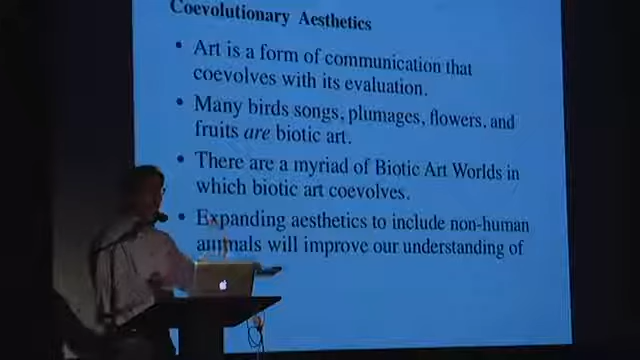 Coevolutionary Aesthetics
• Art is a form of communication that
coevolves with its evaluation.
• Many birds songs, plumages, flowers, and
fruits are biotic art.
• There are a myriad of Biotic Art Worlds in
which biotic art coevolves.
• Expanding aesthetics to include non-human
animals will improve our understanding of